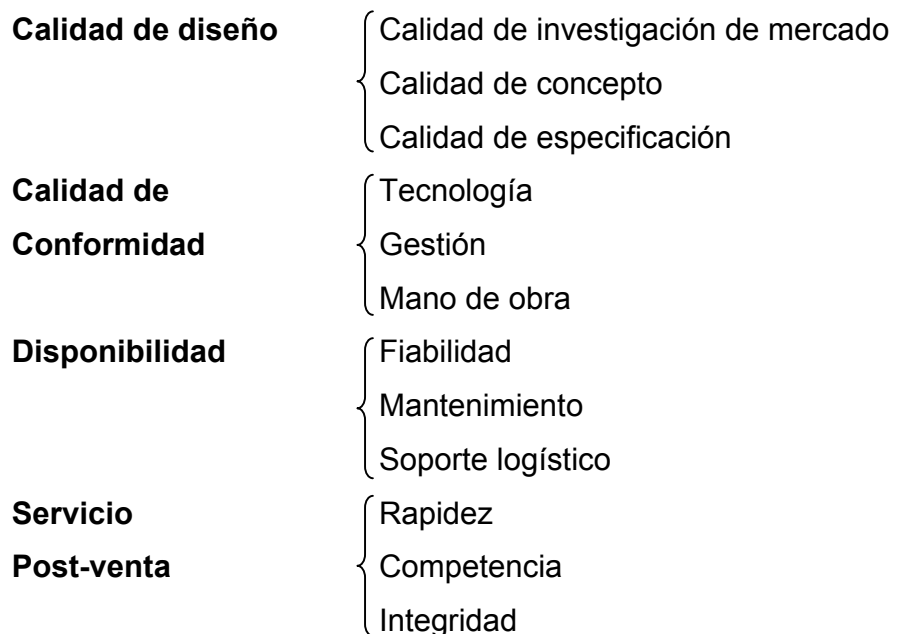 Calidad de diseño Calidad de investigación de mercado
Calidad de concepto
Calidad de especificación
Calidad de Tecnología
Conformidad Gestión
Mano de obra
Disponibilidad Fiabilidad
Mantenimiento
Soporte logístico
Servicio Rapidez
Post-venta Competencia
Integridad